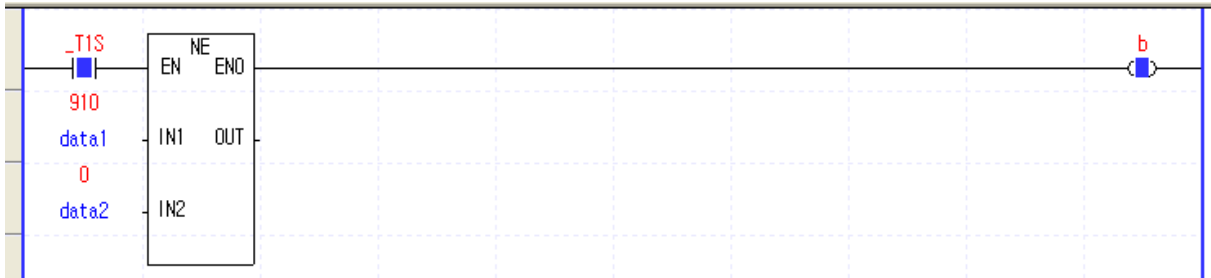 _T1S NE b
EN ENO
910
data1 IN1 OUT
0
data2 IN2